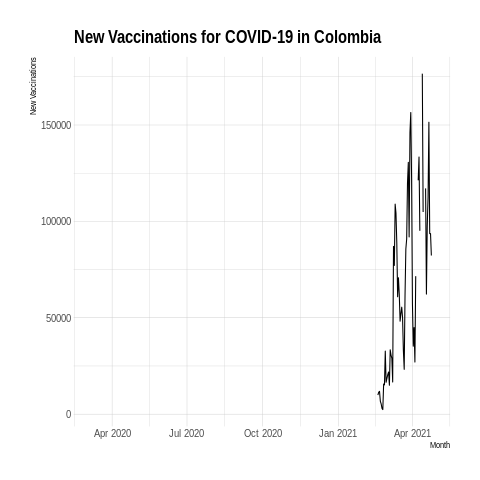 New Vaccinations for COVID-19 in Colombia
New Vaccinations
150000
100000
50000
0
Apr 2020 Jul 2020 Oct 2020 Jan 2021 Apr 2021
Month